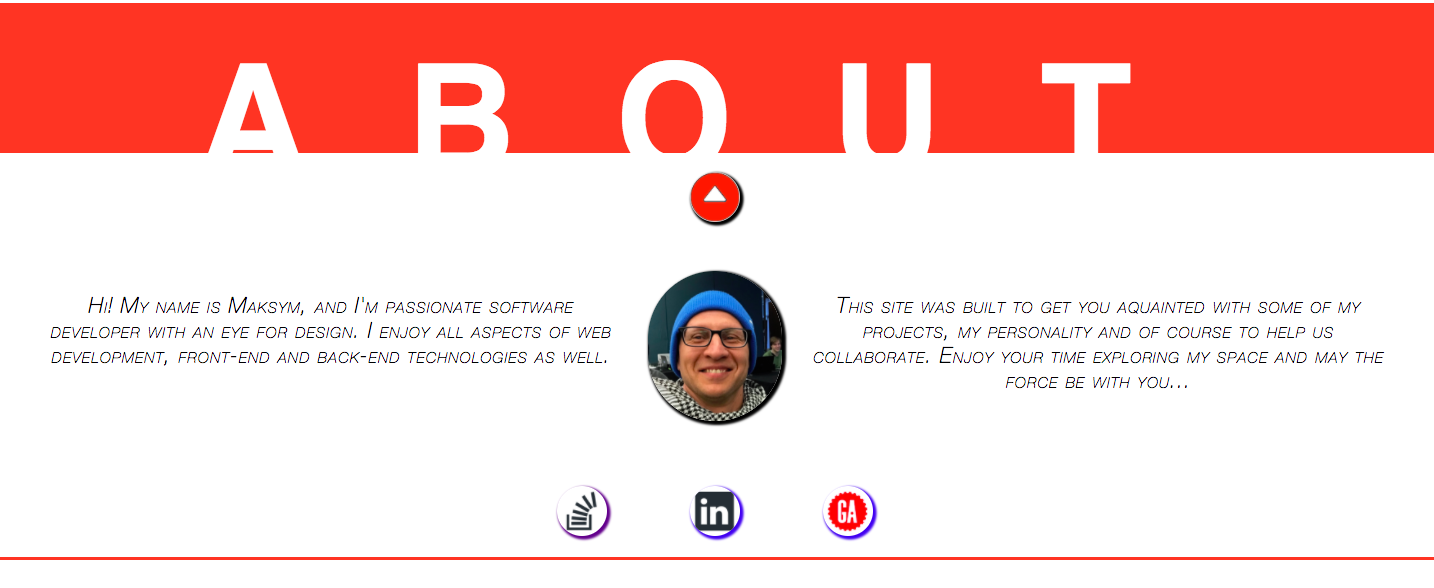 ABOUT
Hi! My name is Maksym, and I'm passionate software
developer with an eye for design. I enjoy all aspects of web
development, front-end and back-end technologies as well.
This site was built to get you aquainted with some of my
projects, my personality and of course to help us
collaborate. Enjoy your time exploring my space and may the
force be with you...
in
GA